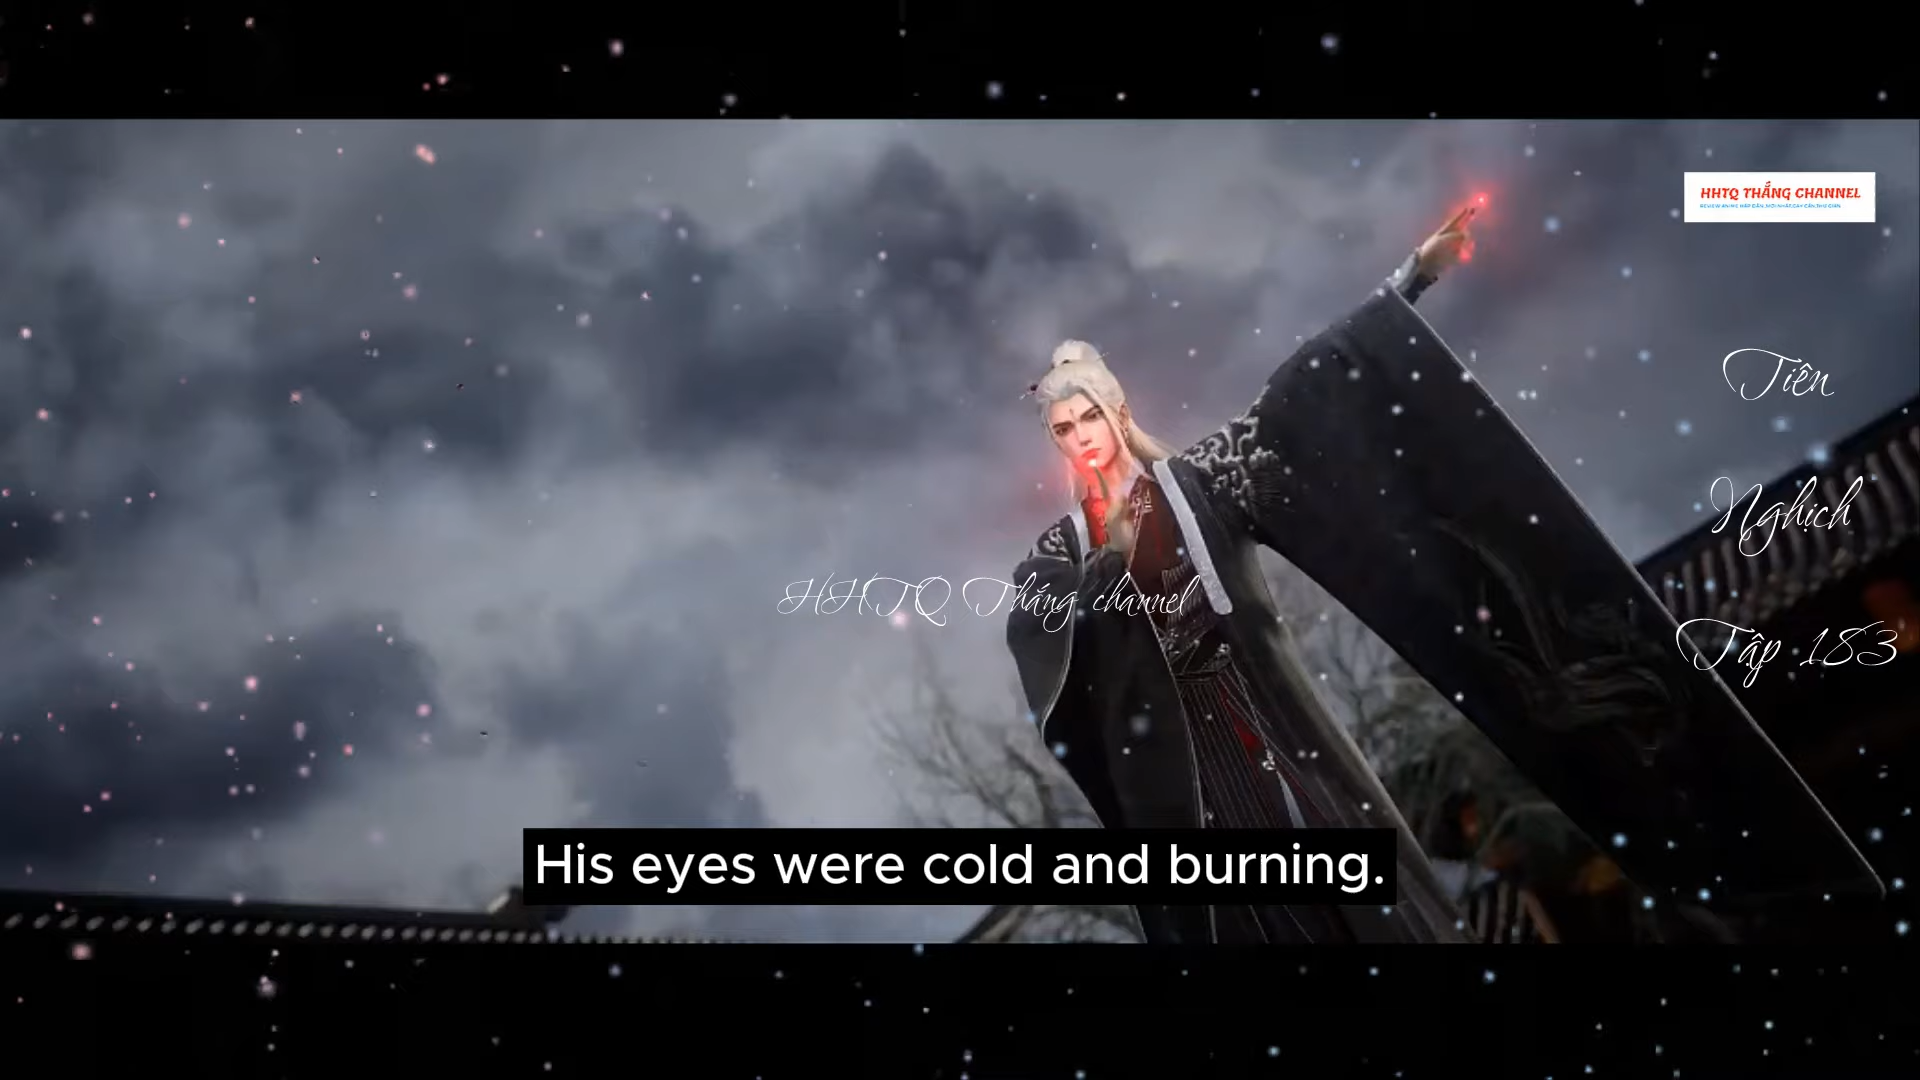 HHTQ THẮNG CHANNEL
Tiên
Nghịch
HHTQ Thắng channel
Tập 183
His eyes were cold and burning.